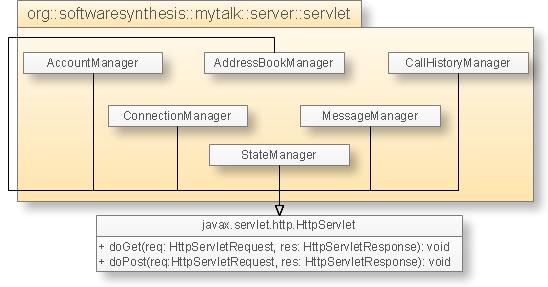 org::softwaresynthesis::mytalk::server::servlet
AccountManager
AddressBookManager
CallHistoryManager
ConnectionManager
MessageManager
StateManager
javax.servlet.http.HttpServlet
+ doGet(req: HttpServletRequest, res: HttpServletResponse): void
+ doPost(req:HttpServletRequest, res: HttpServletResponse): void